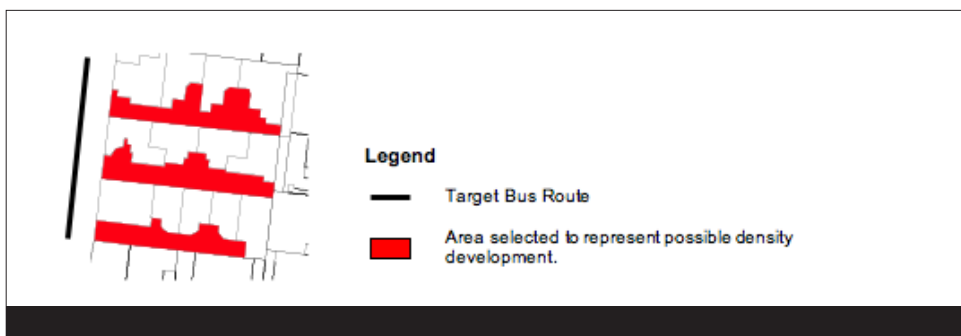 Legend
Target Bus Route
Area selected to represent possible density
development.